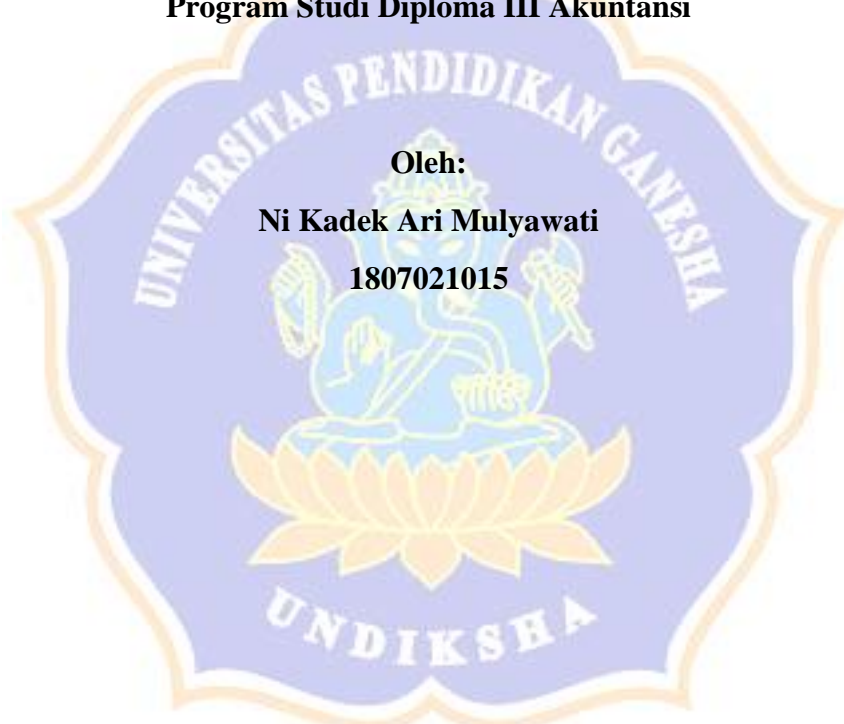 Program Studi Diploma III Akuntansi
UNIVERSITAS PENDIDIKAN GANESHA
Oleh:
Ni Kadek Ari Mulyawati
1807021015
UNDIKSHA